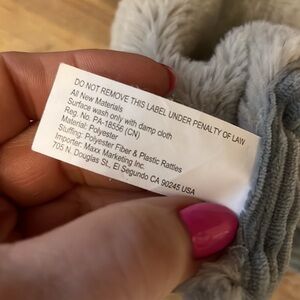 DO NOT REMOVE THIS LABEL UNDER PENALTY OF LAW
All New Materials
Surface wash only with damp cloth
Reg. No. PA-18556 (CN)
Material: Polyester
Stuffing: Polyester Fiber & Plastic Rattles
Importer: Maxx Marketing Inc.
705 N. Douglas St., El Segundo CA 90245 USA